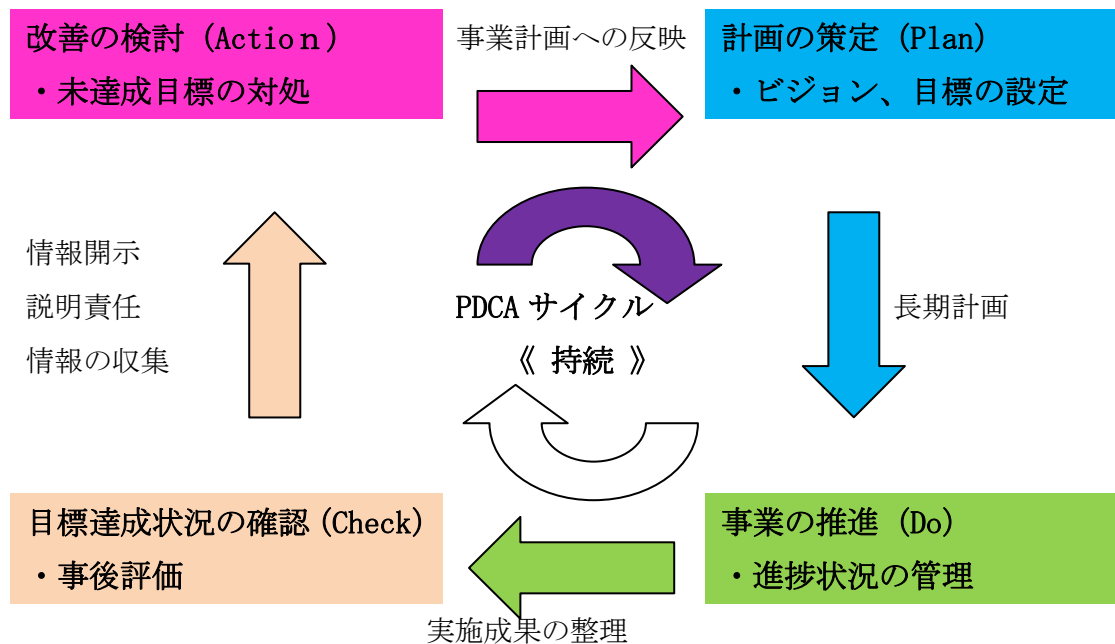 改善の検討 (Actioｎ)
・未達成目標の対処
事業計画への反映
計画の策定 (Plan)
・ビジョン、目標の設定
情報開示
説明責任
情報の収集
PDCA サイクル
《 持続 》
長期計画
目標達成状況の確認 (Check)
・事後評価
事業の推進 (Do)
・進捗状況の管理
実施成果の整理